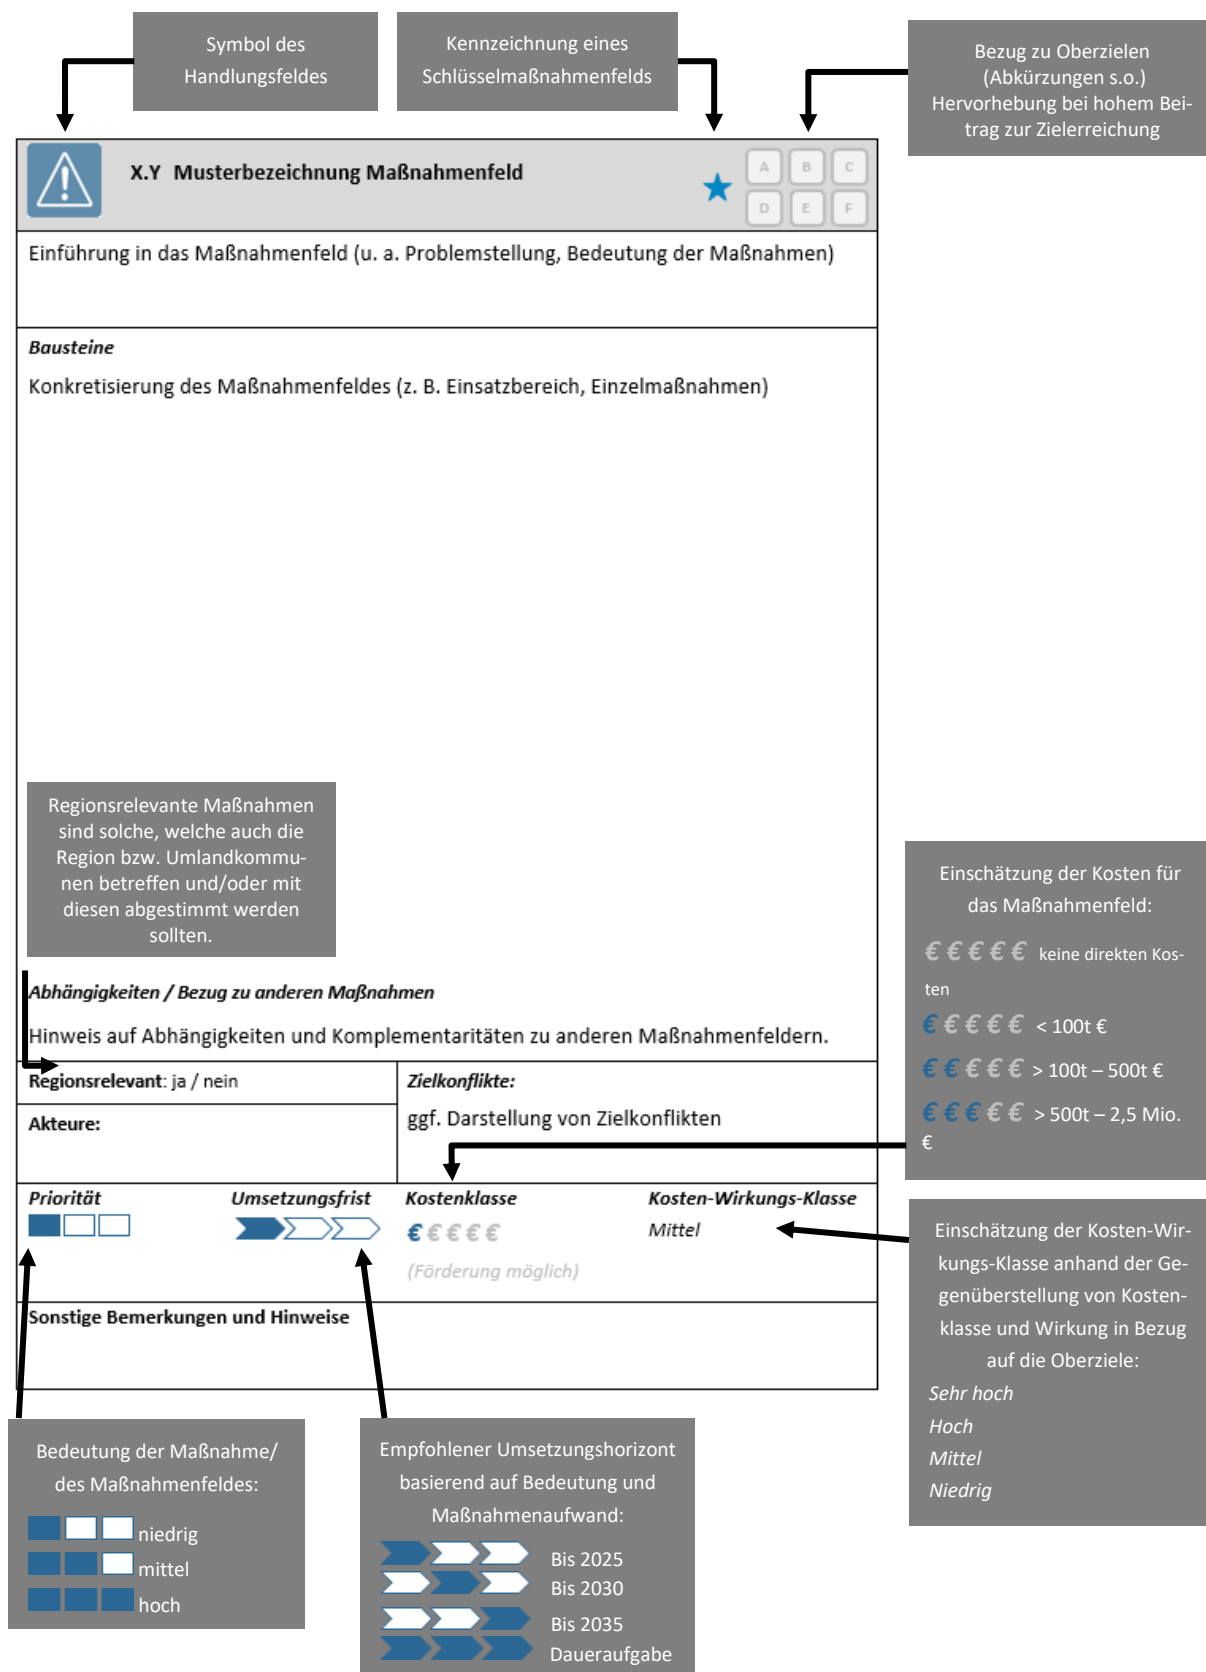 Symbol des
Handlungsfeldes
Kennzeichnung eines
Schlüsselmaßnahmenfelds
Bezug zu Oberzielen
(Abkürzungen s.o.)
Hervorhebung bei hohem Bei-
trag zur Zielerreichung
X.Y Musterbezeichnung Maßnahmenfeld
A B C
D E F
Einführung in das Maßnahmenfeld (u. a. Problemstellung, Bedeutung der Maßnahmen)
Bausteine
Konkretisierung des Maßnahmenfeldes (z. B. Einsatzbereich, Einzelmaßnahmen)
Regionsrelevante Maßnahmen
sind solche, welche auch die
Region bzw. Umlandkommu-
nen betreffen und/oder mit
diesen abgestimmt werden
sollten.
Abhängigkeiten / Bezug zu anderen Maßnahmen
Hinweis auf Abhängigkeiten und Komplementaritäten zu anderen Maßnahmenfeldern.
Regionsrelevant: ja / nein
Akteure:
Zielkonflikte:
ggf. Darstellung von Zielkonflikten
Priorität
Umsetzungsfrist
Kostenklasse
€ € € € €
(Förderung möglich)
Kosten-Wirkungs-Klasse
Mittel
Sonstige Bemerkungen und Hinweise
Einschätzung der Kosten für
das Maßnahmenfeld:
€ € € € € keine direkten Kos-
ten
€ € € € € < 100t €
€ € € € € > 100t – 500t €
€ € € € € > 500t – 2,5 Mio.
€
Einschätzung der Kosten-Wir-
kungs-Klasse anhand der Ge-
genüberstellung von Kosten-
klasse und Wirkung in Bezug
auf die Oberziele:
Sehr hoch
Hoch
Mittel
Niedrig
Bedeutung der Maßnahme/
des Maßnahmenfeldes:
niedrig
mittel
hoch
Empfohlener Umsetzungshorizont
basierend auf Bedeutung und
Maßnahmenaufwand:
Bis 2025
Bis 2030
Bis 2035
Daueraufgabe